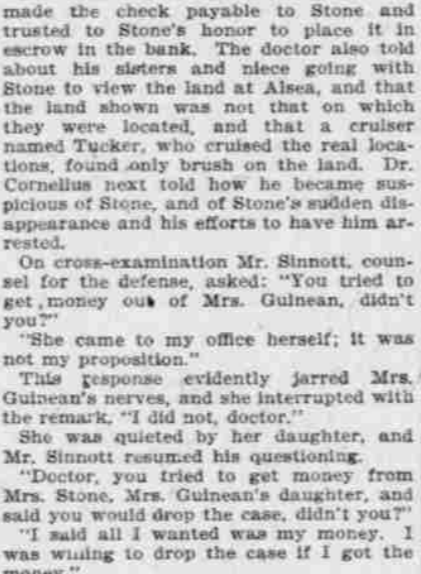 made the check payable to Stone and
trusted to Stone's honor to place it in
escrow in the bank. The doctor also told
about his sisters and niece going with
Stone to view the land at Alsea, and that
the land shown was not that on which
they were located, and that a cruiser
named Tucker, who cruised the real loca-
tions, found only brush on the land. Dr.
Cornelius next told how he became sus-
picious of Stone, and of Stone's sudden dis-
appearance and his efforts to have him ar-
rested.
On cross-examination Mr. Sinnott, coun-
sel for the defense, asked: "You tried to
get money out of Mrs. Guinean, didn't
you?"
"She came to my office herself; it was
not my proposition."
This response evidently jarred Mrs.
Guinean's nerves, and she interrupted with
the remark, "I did not, doctor."
She was quieted by her daughter, and
Mr. Sinnott resumed his questioning.
"Doctor, you tried to get money from
Mrs. Stone, Mrs. Guinean's daughter, and
said you would drop the case, didn't you?"
"I said all I wanted was my money. I
was willing to drop the case if I got the
money."